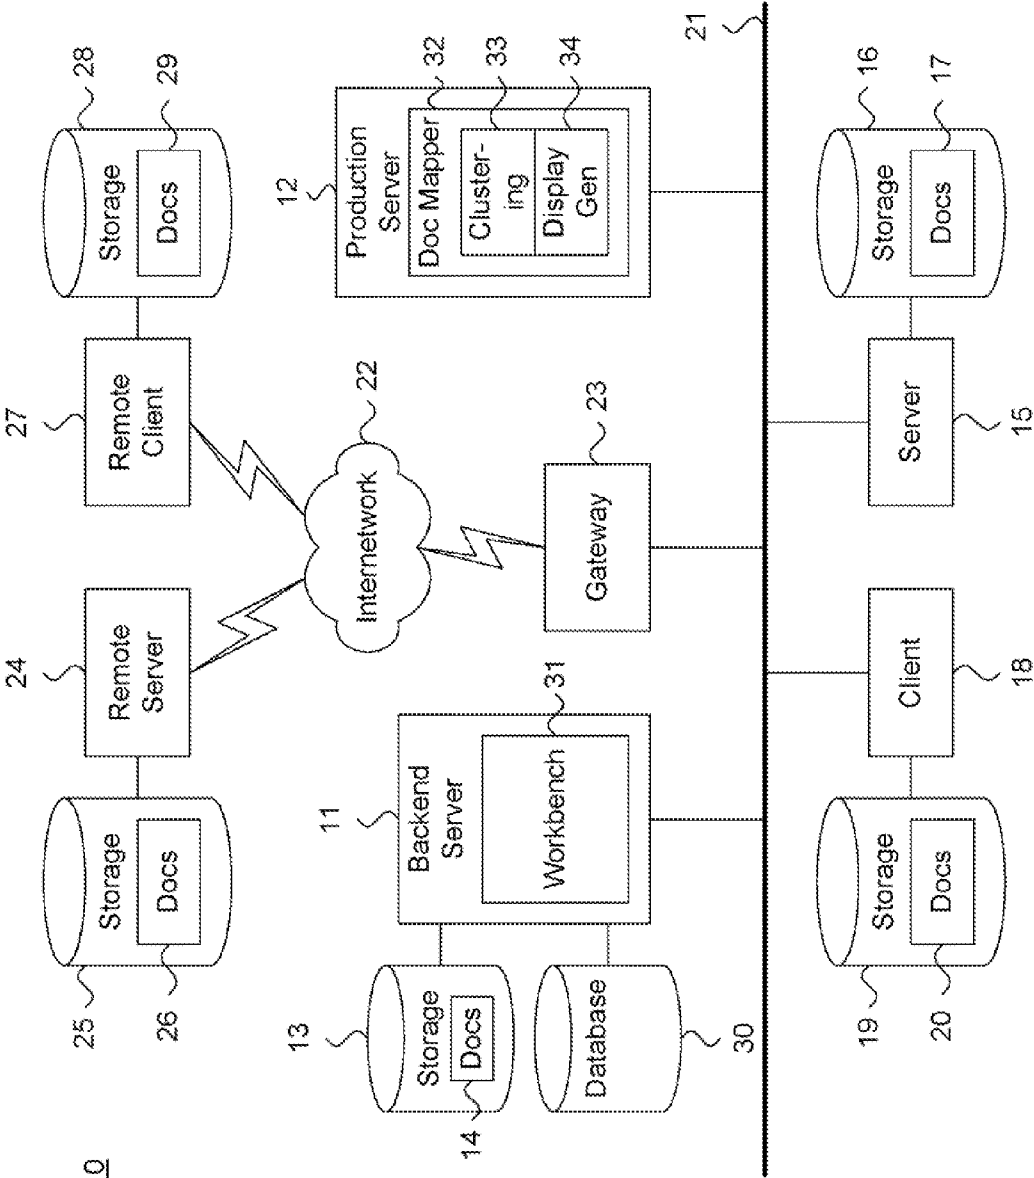 0
24
27
25
28
26
29
Storage
Docs
Remote
Server
Remote
Client
Storage
Docs
13
11
22
12
Storage
Docs
14
Backend
Server
Internetwork
Production
Server
Doc Mapper
32
Cluster-
ing
33
Display
Gen
34
Workbench
31
Database
30
Gateway
23
21
19
16
Storage
Docs
20
Client
18
Server
15
Storage
Docs
17